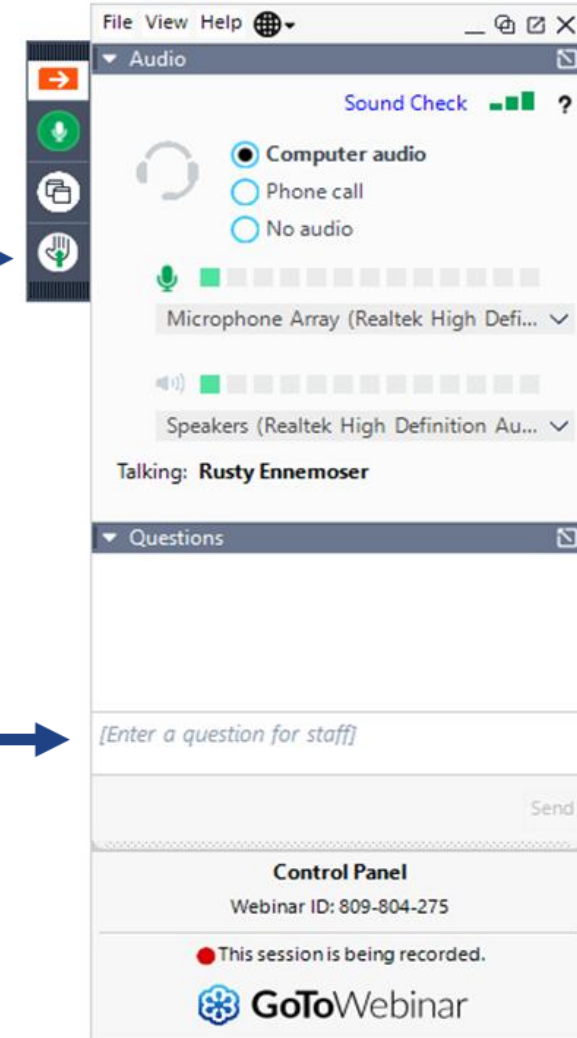 File View Help
Audio
Sound Check ?
Computer audio
Phone call
No audio
Microphone Array (Realtek High Defi...
Speakers (Realtek High Definition Au...
Talking: Rusty Ennemoser
Questions
[Enter a question for staff]
Send
Control Panel
Webinar ID: 809-804-275
This session is being recorded.
GoToWebinar